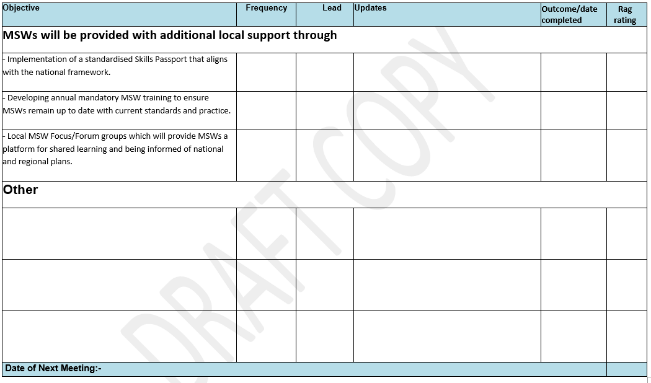 Objective Frequency Lead Updates Outcome/date completed Rag rating
MSWs will be provided with additional local support through
- Implementation of a standardised Skills Passport that aligns
with the national framework.
- Developing annual mandatory MSW training to ensure
MSWs remain up to date with current standards and practice.
- Local MSW Focus/Forum groups which will provide MSWs a
platform for shared learning and being informed of national
and regional plans.
Other
Date of Next Meeting:-
DRAFT COPY